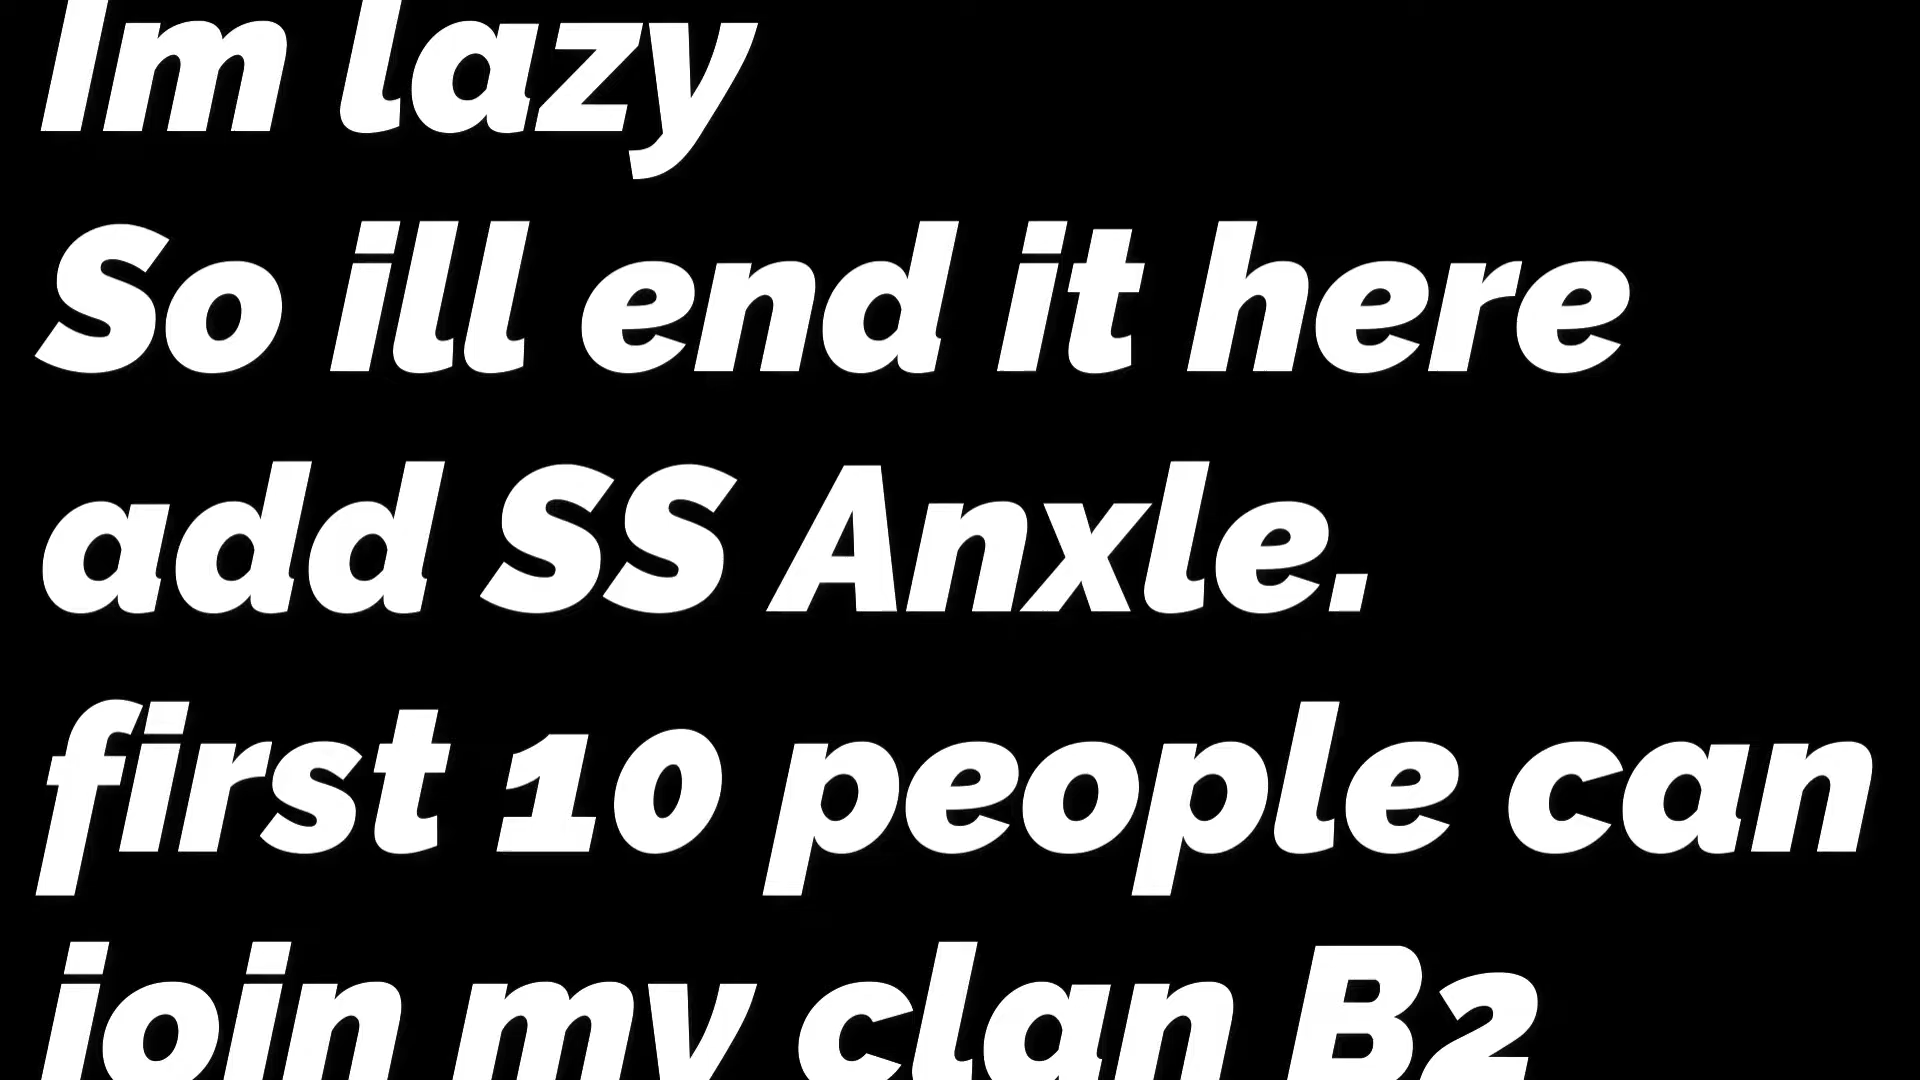 Im lazy
So ill end it here
add SS Anxle.
first 10 people can
join my clan B2